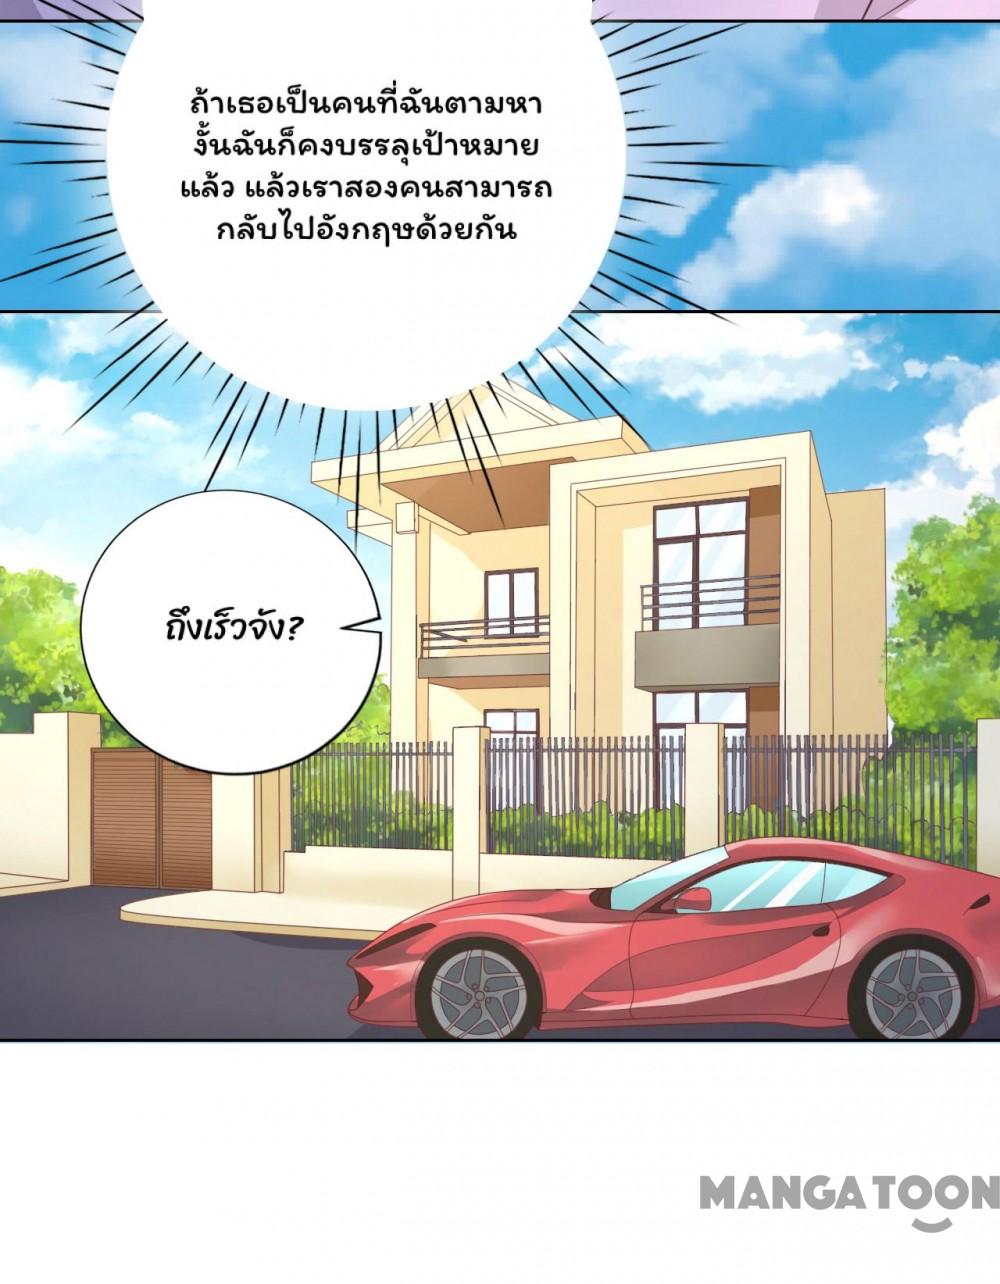 ถ้าเธอเป็นคนที่ฉันตามหา
งั้นฉันก็คงบรรลุเป้าหมาย
แล้ว แล้วเราสองคนสามารถ
กลับไปอังกฤษด้วยกัน
ถึงเร็วจัง?
MANGATOON